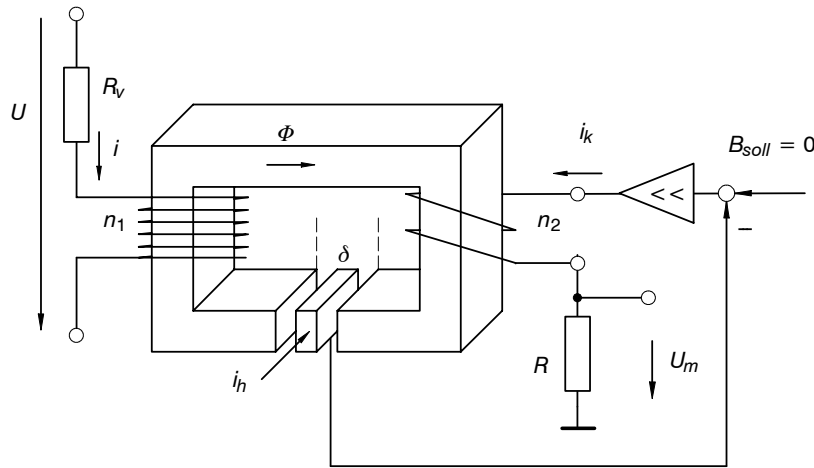 U
R_v
i
Φ
i_k
B_soll = 0
<<
n_1
n_2
δ
–
i_h
R
U_m